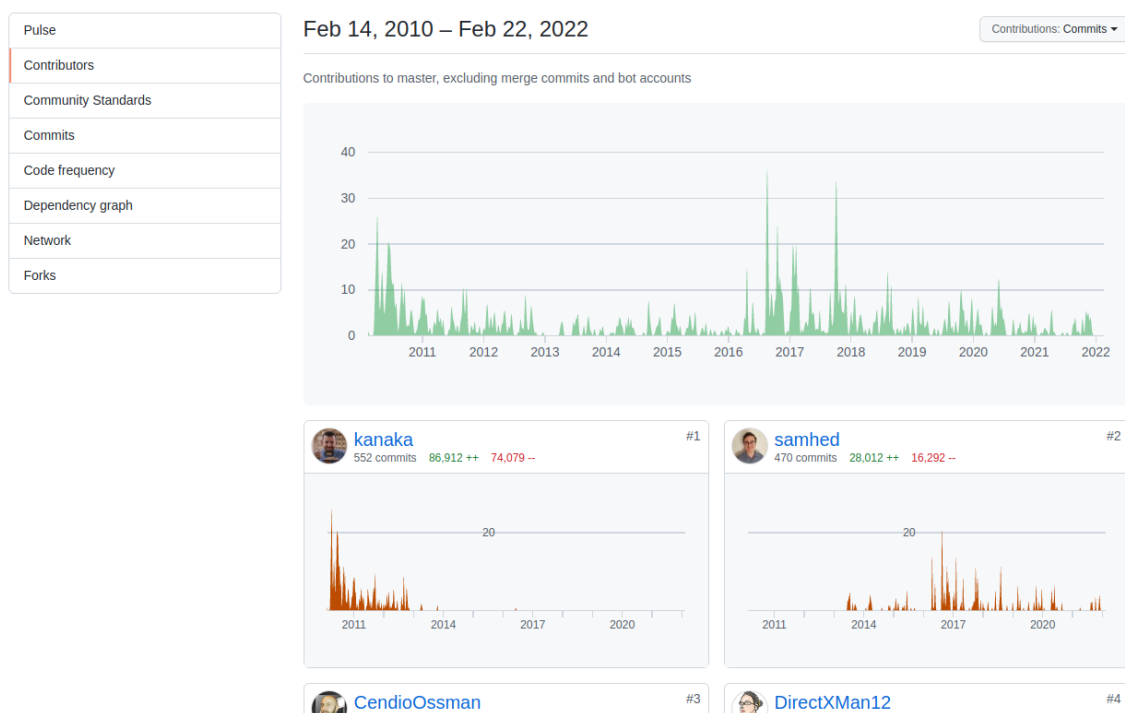 Pulse
Contributors
Community Standards
Commits
Code frequency
Dependency graph
Network
Forks
Feb 14, 2010 – Feb 22, 2022
Contributions: Commits
Contributions to master, excluding merge commits and bot accounts
40
30
20
10
0
2011 2012 2013 2014 2015 2016 2017 2018 2019 2020 2021 2022
kanaka #1
552 commits 86,912 ++ 74,079 --
20
2011 2014 2017 2020
samhed #2
470 commits 28,012 ++ 16,292 --
20
2011 2014 2017 2020
CendioOssman #3
DirectXMan12 #4